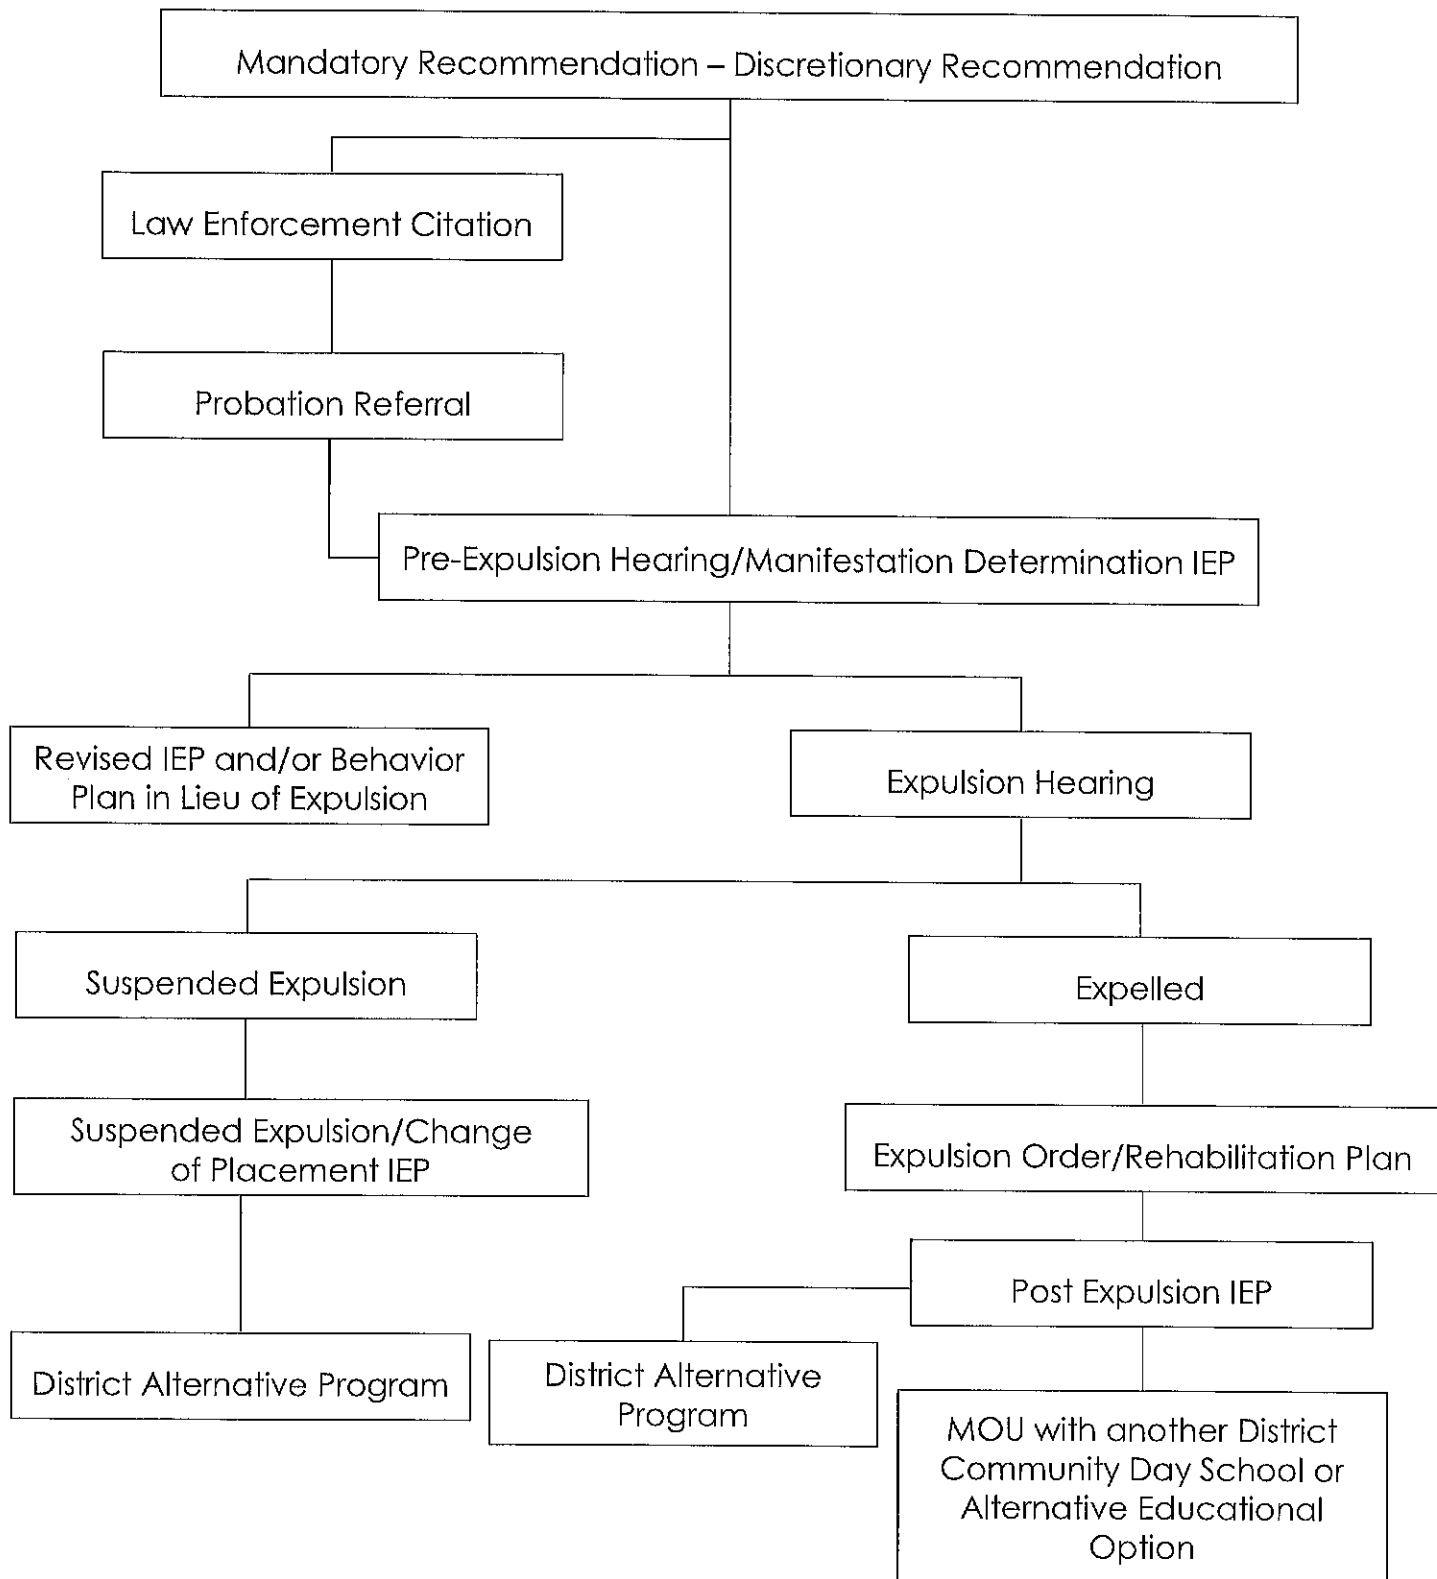 Mandatory Recommendation – Discretionary Recommendation
Law Enforcement Citation
Probation Referral
Pre-Expulsion Hearing/Manifestation Determination IEP
Revised IEP and/or Behavior
Plan in Lieu of Expulsion
Expulsion Hearing
Suspended Expulsion
Expelled
Suspended Expulsion/Change
of Placement IEP
Expulsion Order/Rehabilitation Plan
Post Expulsion IEP
District Alternative Program
District Alternative
Program
MOU with another District
Community Day School or
Alternative Educational
Option